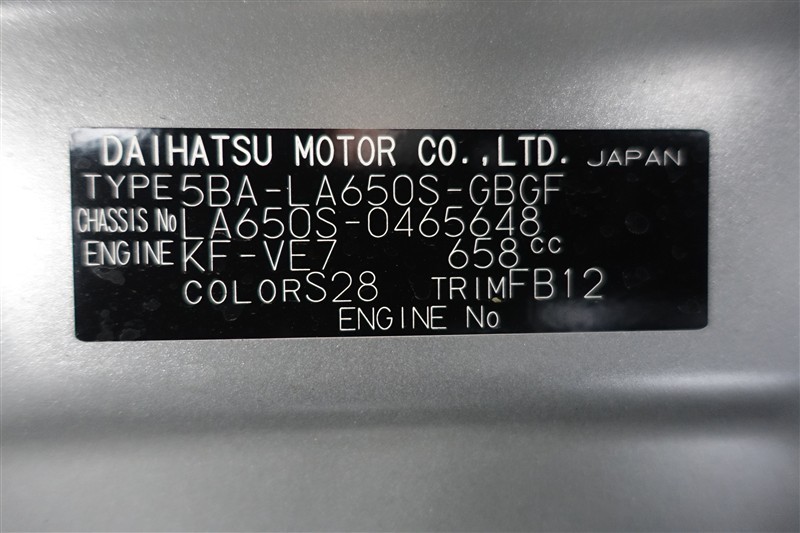 DAIHATSU MOTOR CO.,LTD. JAPAN
TYPE 5BA-LA650S-GBGF
CHASSIS No LA650S-0465648
ENGINE KF-VE7 658cc
COLOR S28 TRIM FB12
ENGINE No